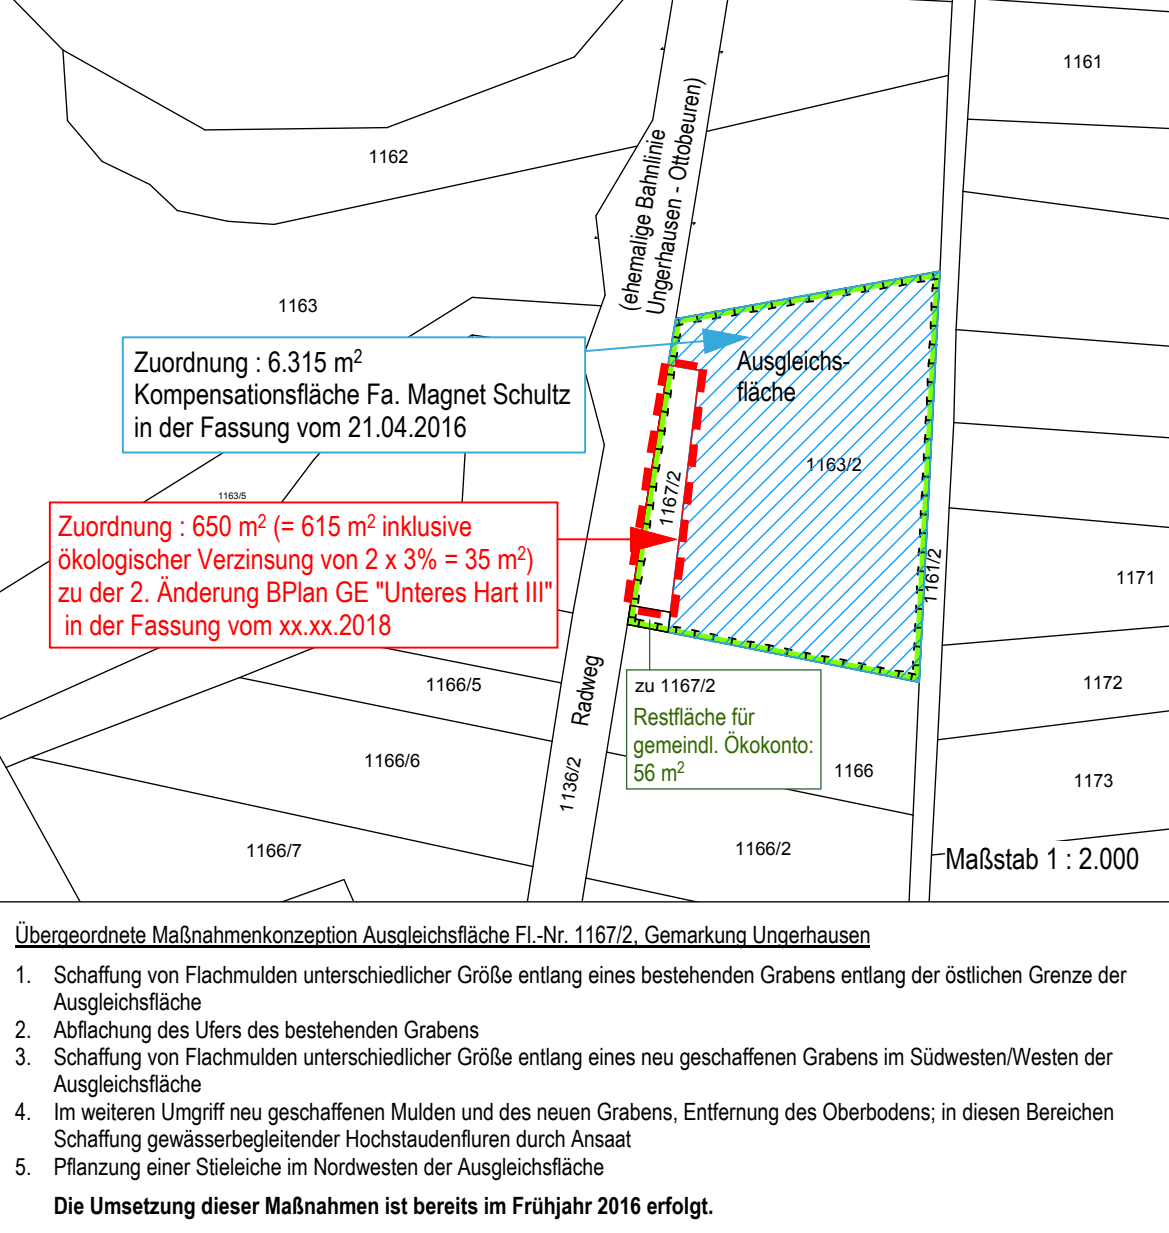 1161
1162
(ehemalige Bahnlinie
Ungerhausen - Ottobeuren)
1163
Zuordnung : 6.315 m²
Kompensationsfläche Fa. Magnet Schultz
in der Fassung vom 21.04.2016
Ausgleichs-
fläche
1163/2
1163/5
1167/2
Zuordnung : 650 m² (= 615 m² inklusive
ökologischer Verzinsung von 2 x 3% = 35 m²)
zu der 2. Änderung BPlan GE "Unteres Hart III"
in der Fassung vom xx.xx.2018
1161/2
1171
1166/5
Radweg
zu 1167/2
Restfläche für
gemeindl. Ökokonto:
56 m²
1172
1166/6
1136/2
1166
1173
1166/7
1166/2
Maßstab 1 : 2.000
Übergeordnete Maßnahmenkonzeption Ausgleichsfläche Fl.-Nr. 1167/2, Gemarkung Ungerhausen
1. Schaffung von Flachmulden unterschiedlicher Größe entlang eines bestehenden Grabens entlang der östlichen Grenze der
Ausgleichsfläche
2. Abflachung des Ufers des bestehenden Grabens
3. Schaffung von Flachmulden unterschiedlicher Größe entlang eines neu geschaffenen Grabens im Südwesten/Westen der
Ausgleichsfläche
4. Im weiteren Umgriff neu geschaffenen Mulden und des neuen Grabens, Entfernung des Oberbodens; in diesen Bereichen
Schaffung gewässerbegleitender Hochstaudenfluren durch Ansaat
5. Pflanzung einer Stieleiche im Nordwesten der Ausgleichsfläche
Die Umsetzung dieser Maßnahmen ist bereits im Frühjahr 2016 erfolgt.